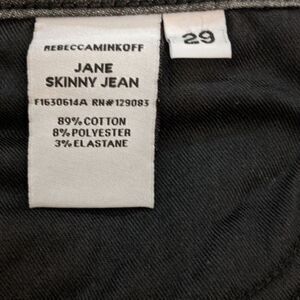 REBECCAMINKOFF
JANE
SKINNY JEAN
F1630614A RN#129083
89% COTTON
8% POLYESTER
3% ELASTANE
29